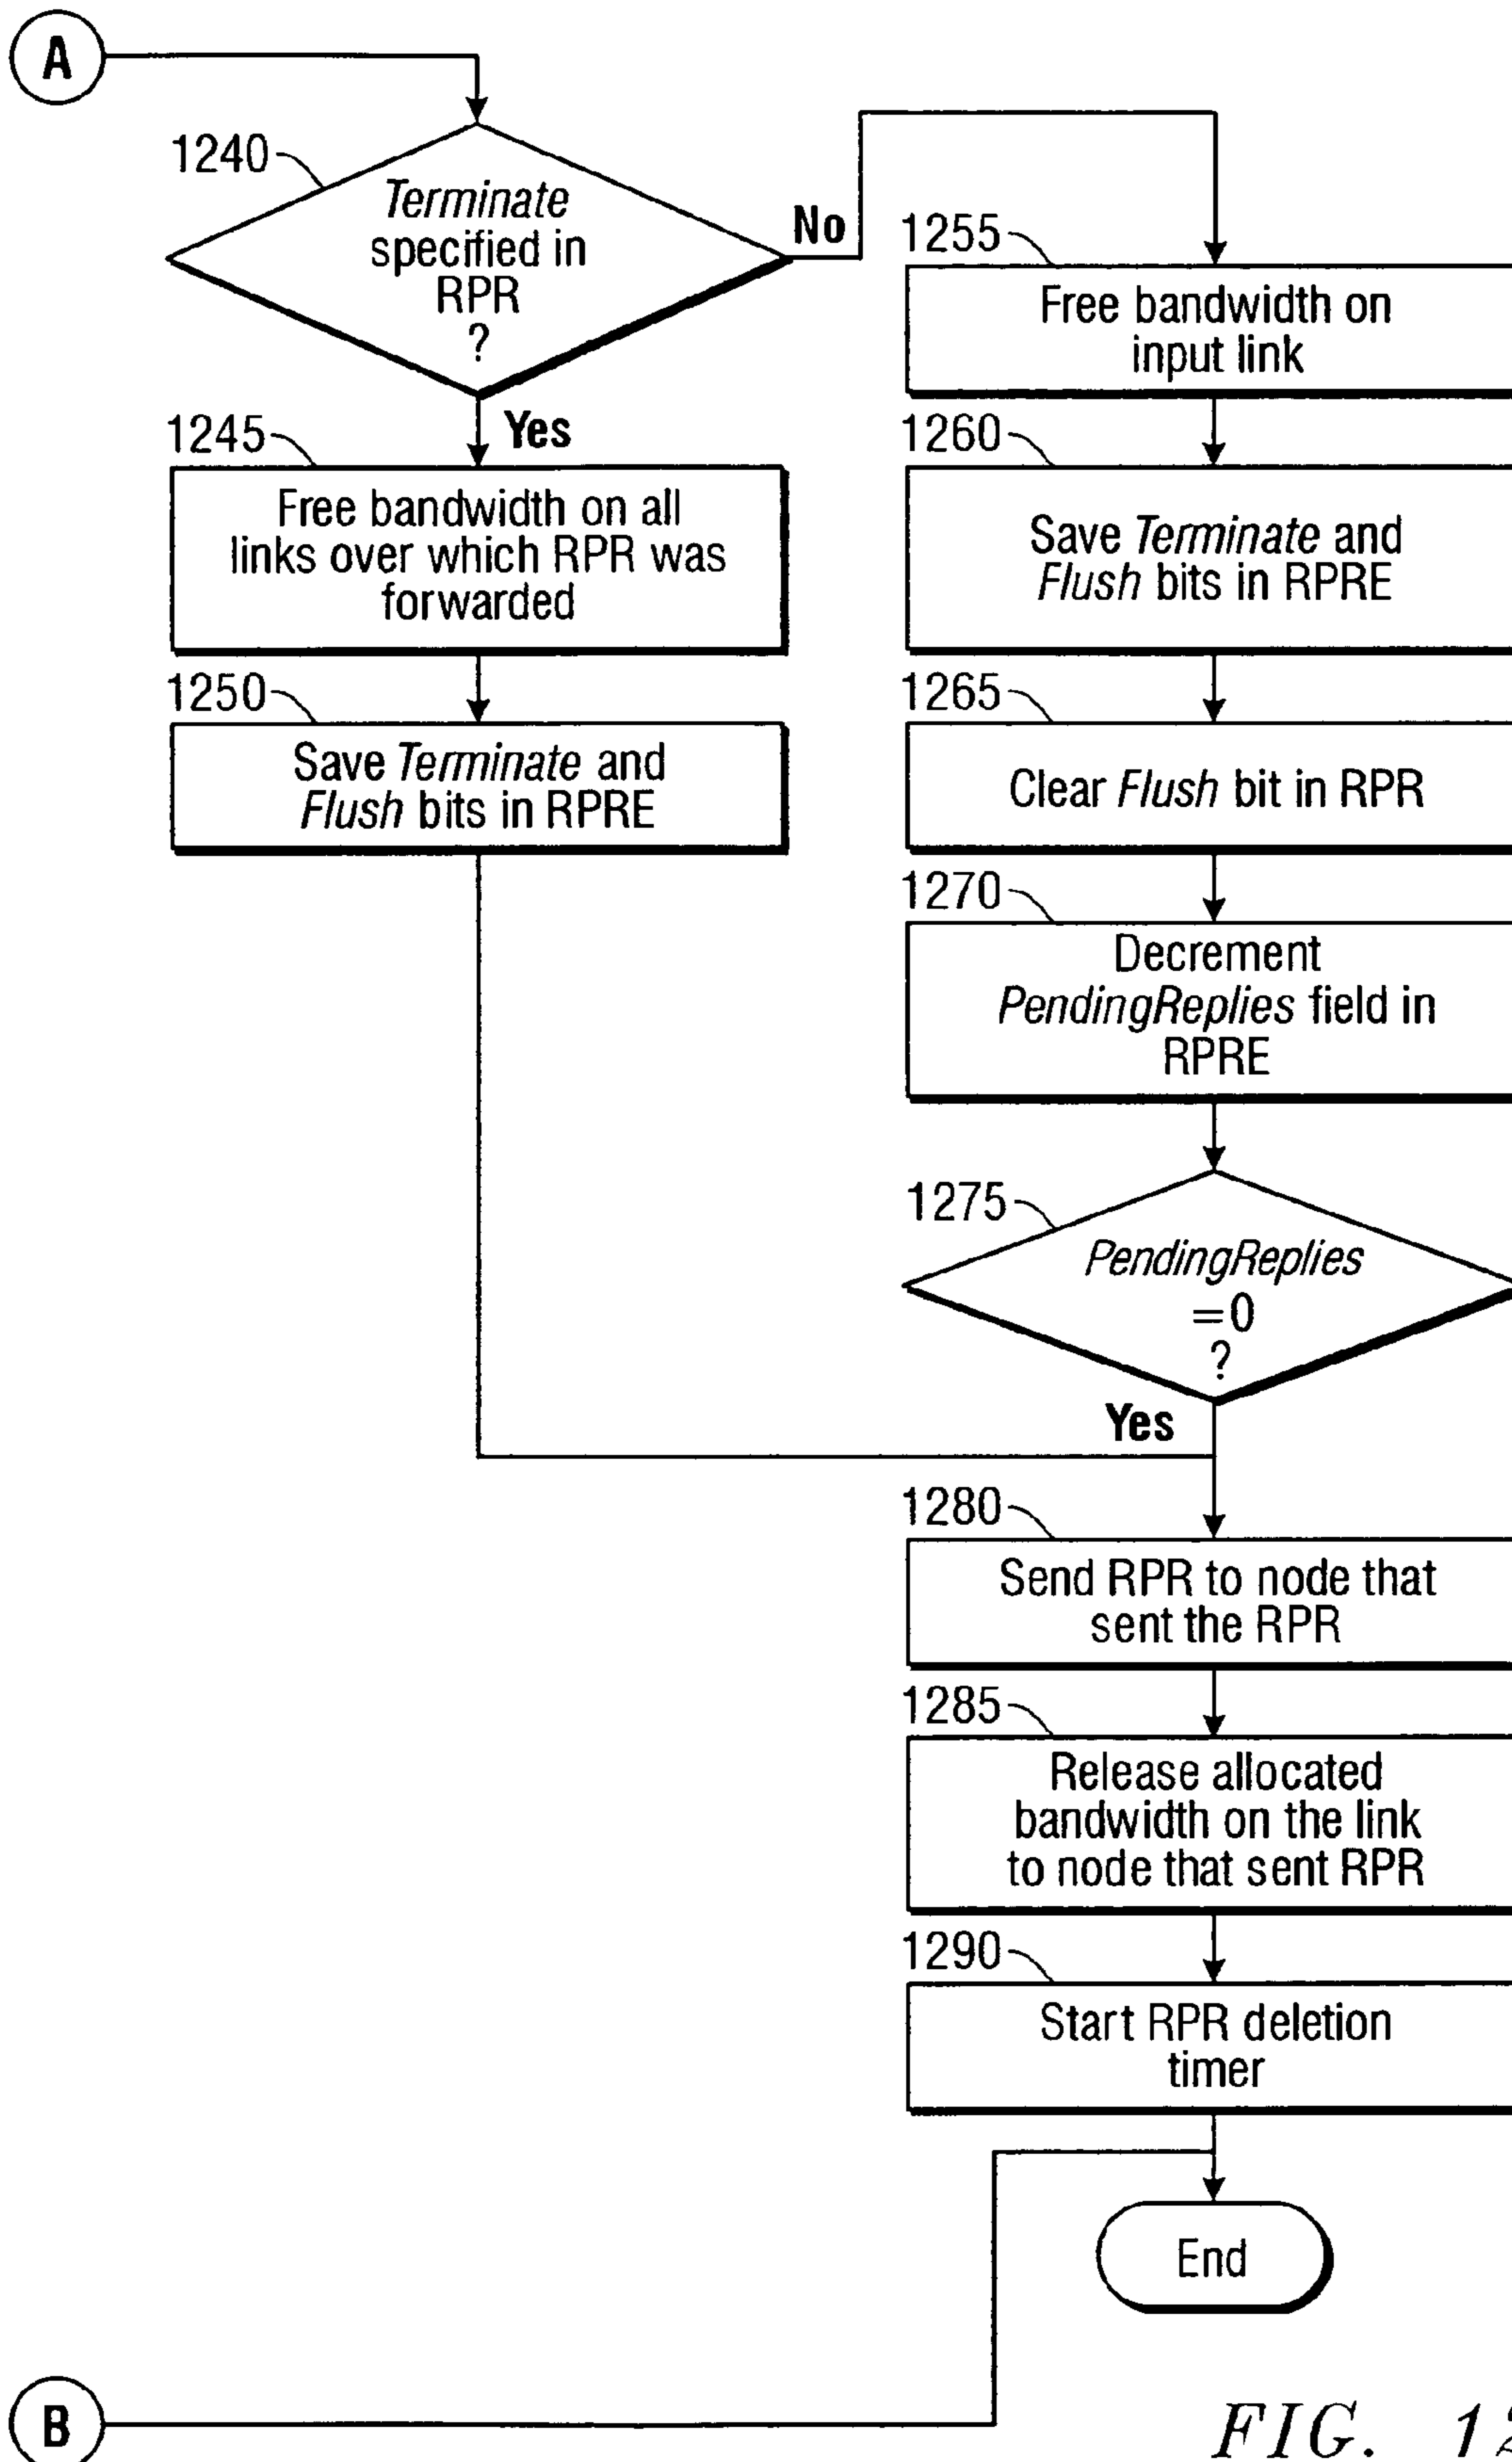 A
1240
Terminate
specified in
RPR
?
No
Yes
1245
Free bandwidth on all
links over which RPR was
forwarded
1250
Save Terminate and
Flush bits in RPRE
1255
Free bandwidth on
input link
1260
Save Terminate and
Flush bits in RPRE
1265
Clear Flush bit in RPR
1270
Decrement
PendingReplies field in
RPRE
1275
PendingReplies
=0
?
Yes
1280
Send RPR to node that
sent the RPR
1285
Release allocated
bandwidth on the link
to node that sent RPR
1290
Start RPR deletion
timer
End
B
FIG. 12